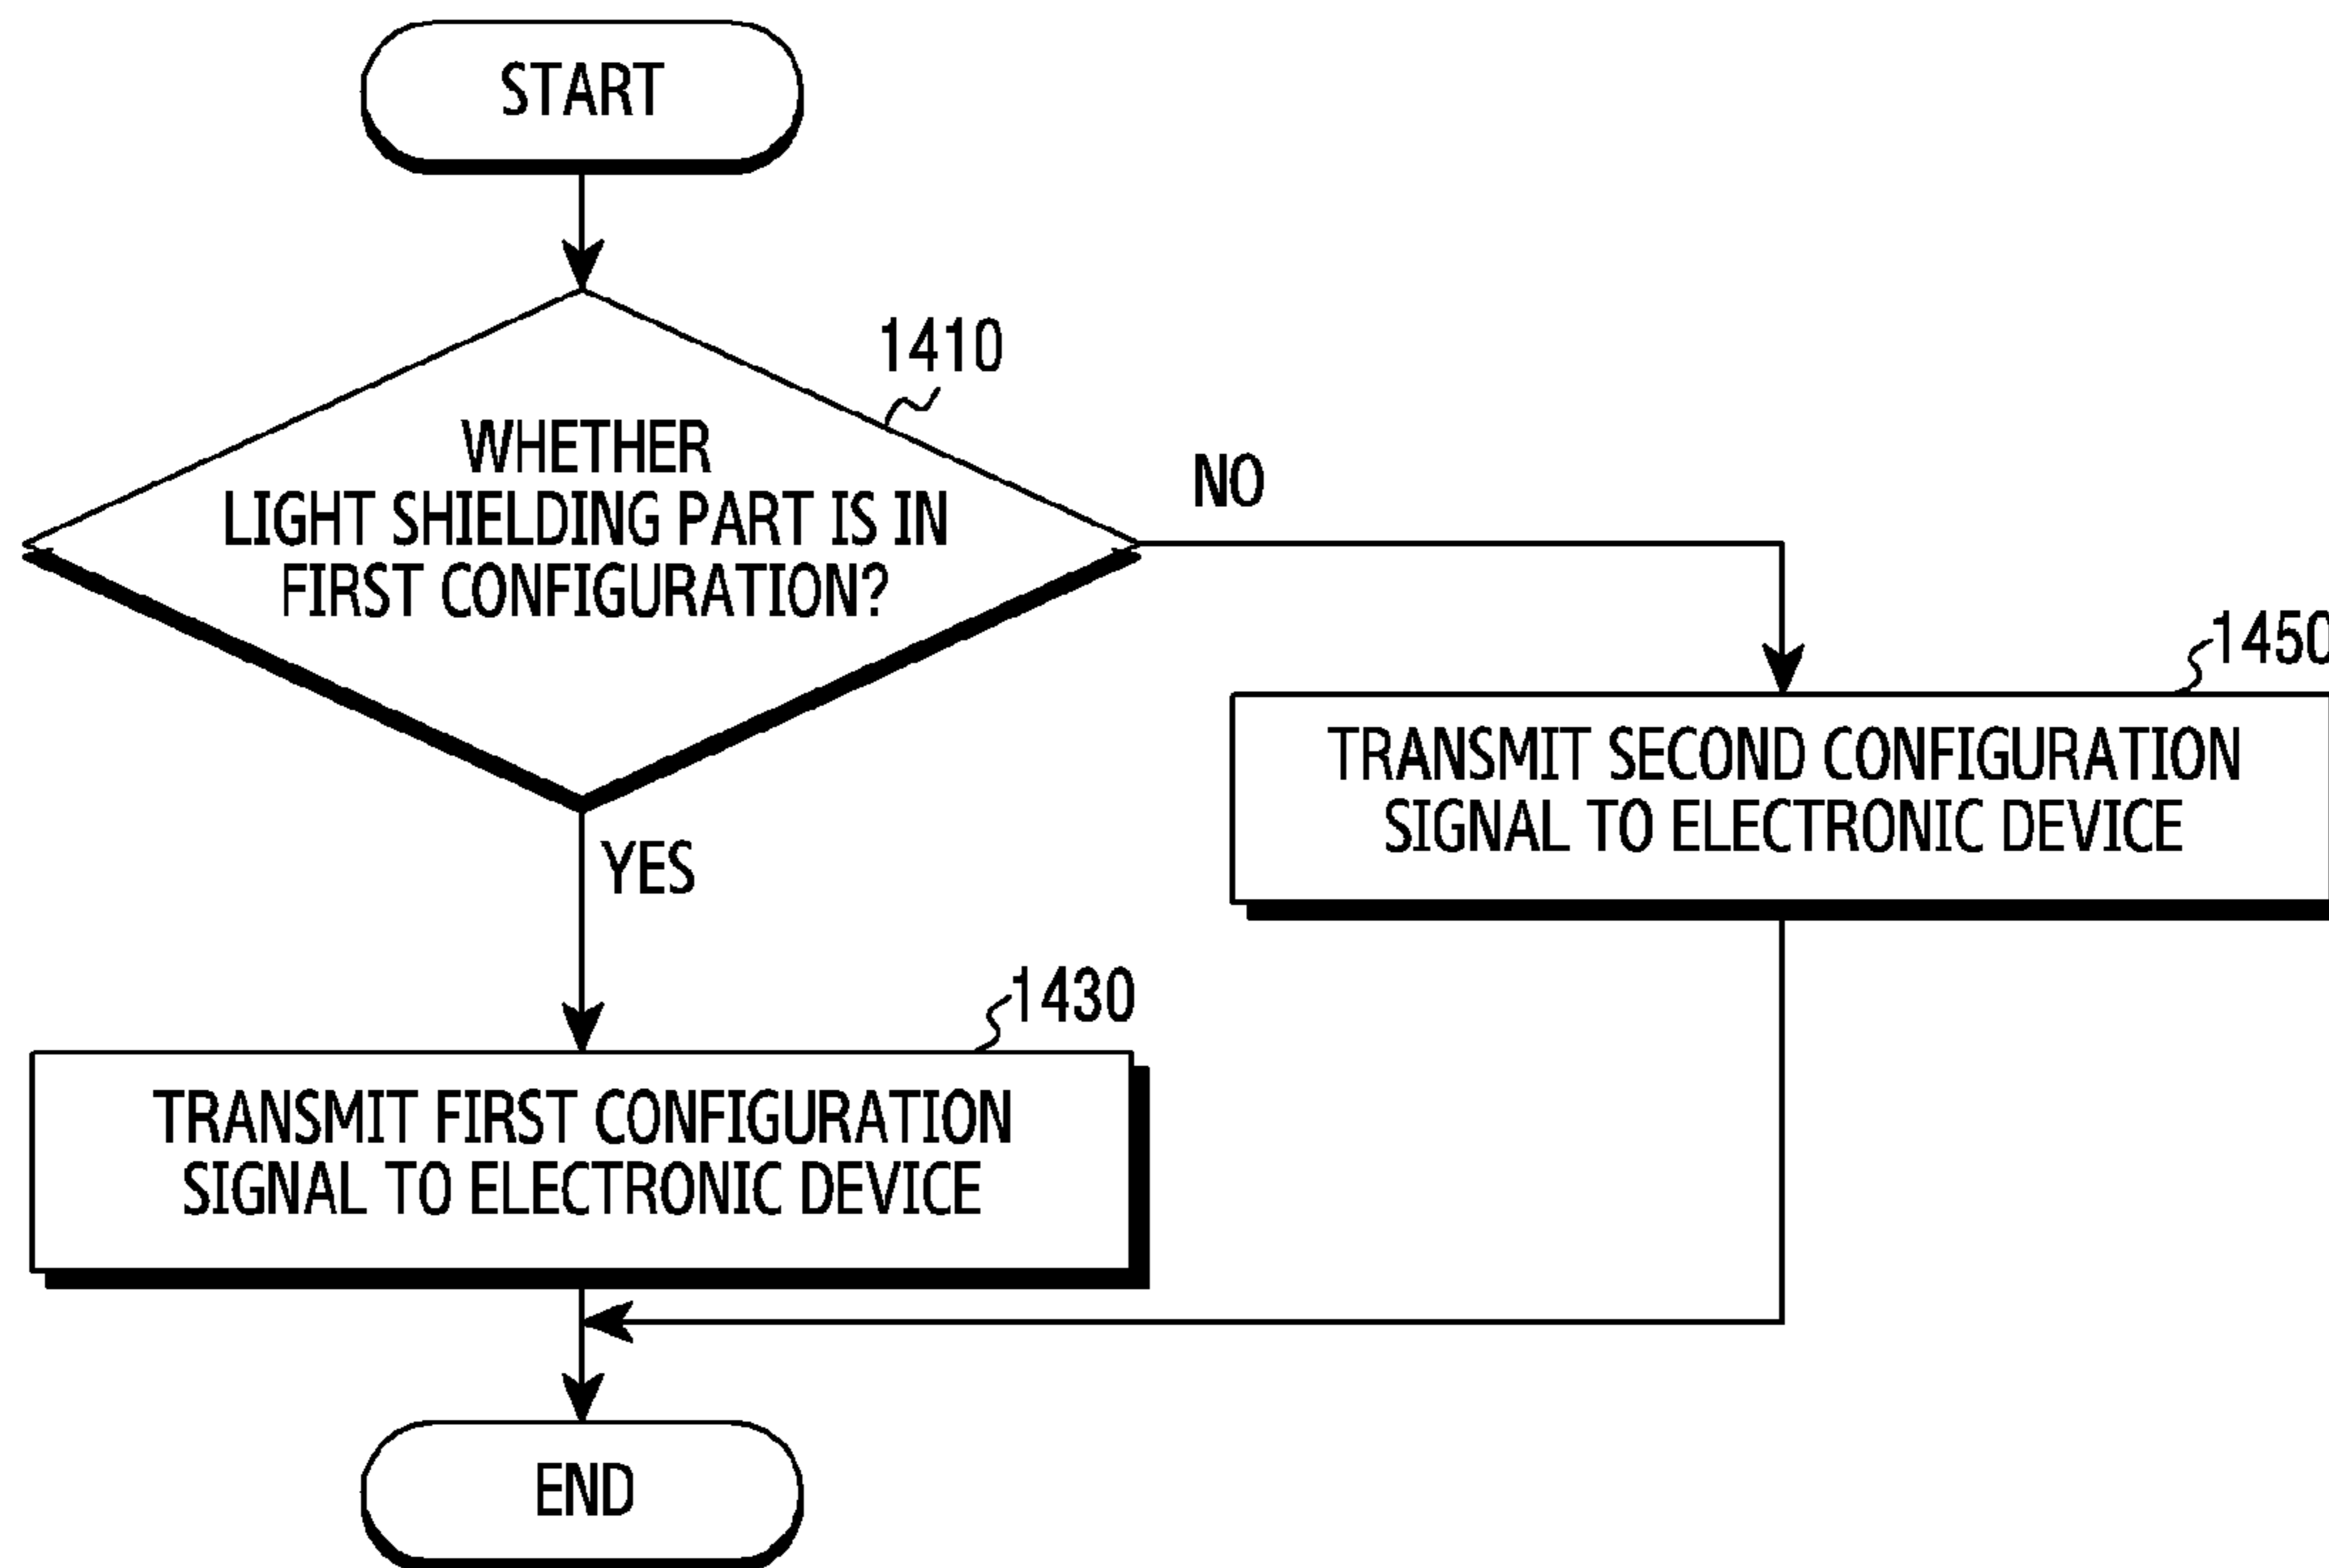 START
1410
WHETHER
LIGHT SHIELDING PART IS IN
FIRST CONFIGURATION?
NO
1450
TRANSMIT SECOND CONFIGURATION
SIGNAL TO ELECTRONIC DEVICE
YES
1430
TRANSMIT FIRST CONFIGURATION
SIGNAL TO ELECTRONIC DEVICE
END